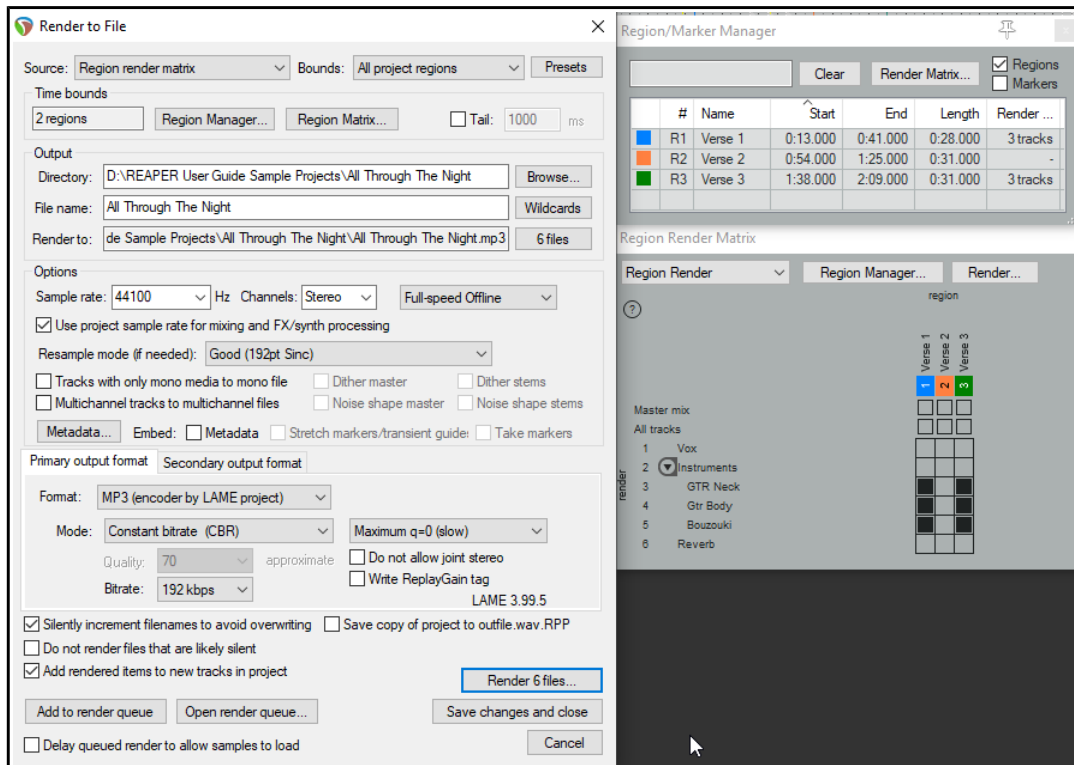 Render to File
Source: Region render matrix Bounds: All project regions Presets
Time bounds
2 regions Region Manager... Region Matrix... Tail: 1000 ms
Output
Directory: D:\REAPER User Guide Sample Projects\All Through The Night Browse...
File name: All Through The Night Wildcards
Render to: de Sample Projects\All Through The Night\All Through The Night.mp3 6 files
Options
Sample rate: 44100 Hz Channels: Stereo Full-speed Offline
Use project sample rate for mixing and FX/synth processing
Resample mode (if needed): Good (192pt Sinc)
Tracks with only mono media to mono file Dither master Dither stems
Multichannel tracks to multichannel files Noise shape master Noise shape stems
Metadata... Embed: Metadata Stretch markers/transient guide: Take markers
Primary output format Secondary output format
Format: MP3 (encoder by LAME project)
Mode: Constant bitrate (CBR) Maximum q=0 (slow)
Quality: 70 approximate Do not allow joint stereo
Write ReplayGain tag
Bitrate: 192 kbps
LAME 3.99.5
Silently increment filenames to avoid overwriting Save copy of project to outfile.wav.RPP
Do not render files that are likely silent
Add rendered items to new tracks in project
Render 6 files...
Add to render queue Open render queue... Save changes and close
Delay queued render to allow samples to load Cancel
Region/Marker Manager
Clear Render Matrix... Regions
Markers
# Name Start End Length Render ...
R1 Verse 1 0:13.000 0:41.000 0:28.000 3 tracks
R2 Verse 2 0:54.000 1:25.000 0:31.000 -
R3 Verse 3 1:38.000 2:09.000 0:31.000 3 tracks
Region Render Matrix
Region Render Region Manager... Render...
region
?
Verse 1
Verse 2
Verse 3
1 2 3
Master mix
All tracks
render
1 Vox
2 Instruments
3 GTR Neck
4 Gtr Body
5 Bouzouki
6 Reverb